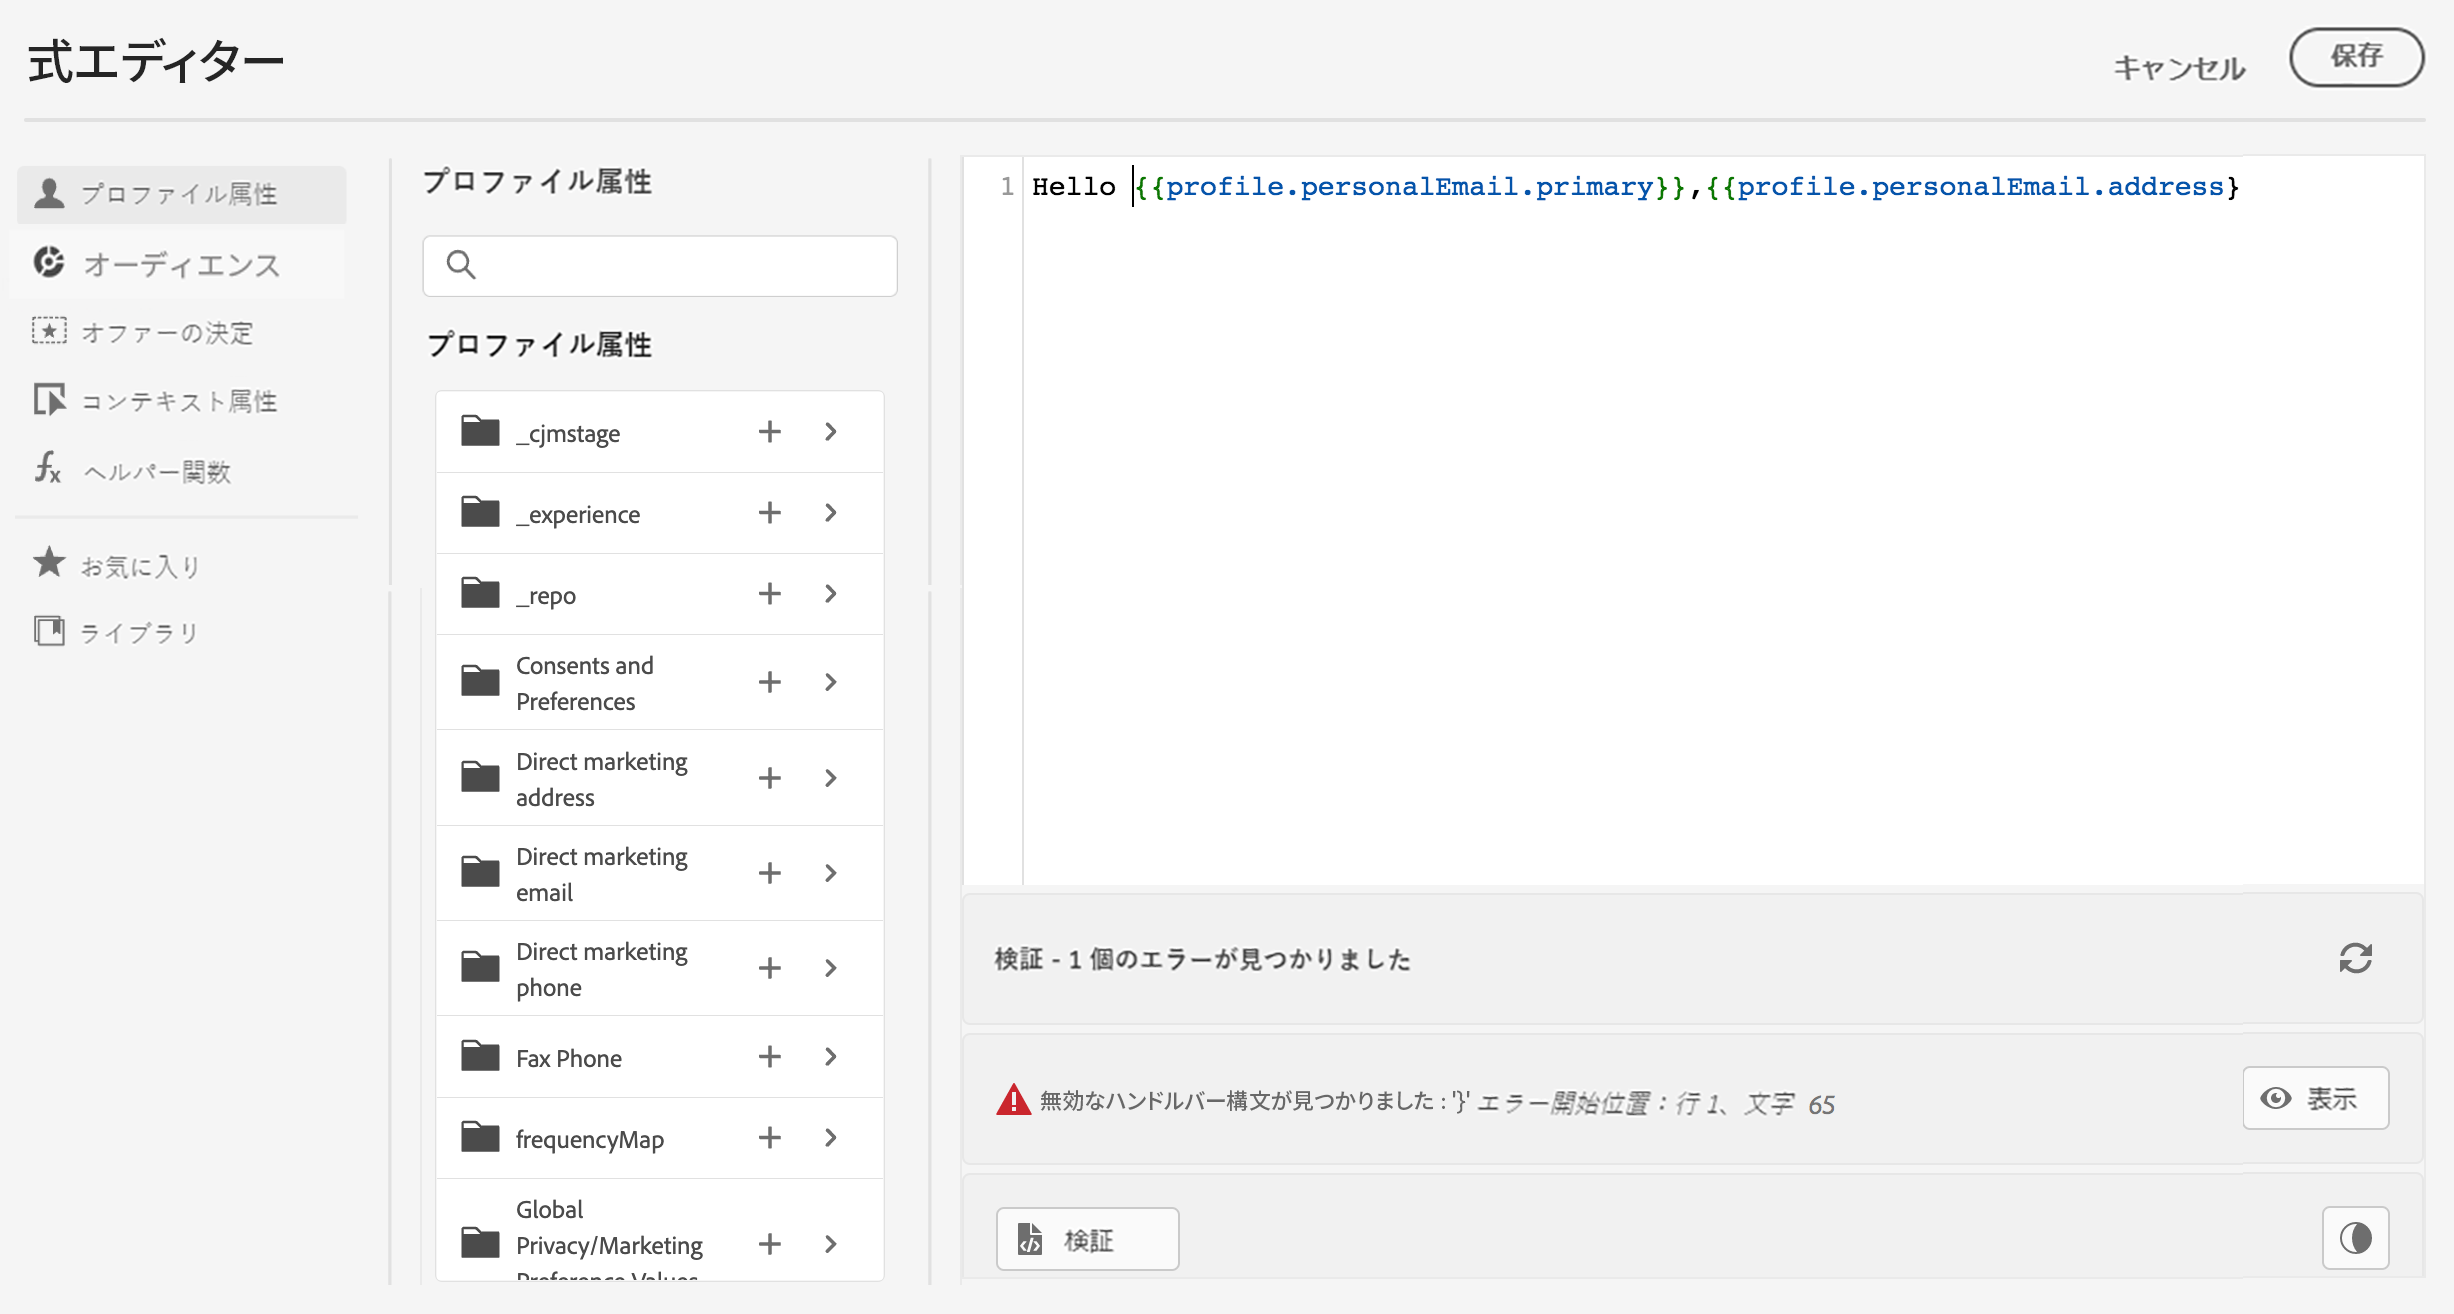 式エディター
キャンセル
保存
プロファイル属性
オーディエンス
オファーの決定
コンテキスト属性
ヘルパー関数
お気に入り
ライブラリ
プロファイル属性
プロファイル属性
_cjmstage
_experience
_repo
Consents and
Preferences
Direct marketing
address
Direct marketing
email
Direct marketing
phone
Fax Phone
frequencyMap
Global
Privacy/Marketing
Preference Values
1 Hello {{profile.personalEmail.primary}},{{profile.personalEmail.address}
検証 - 1 個のエラーが見つかりました
無効なハンドルバー構文が見つかりました : '}' エラー開始位置：行 1、文字 65
表示
検証